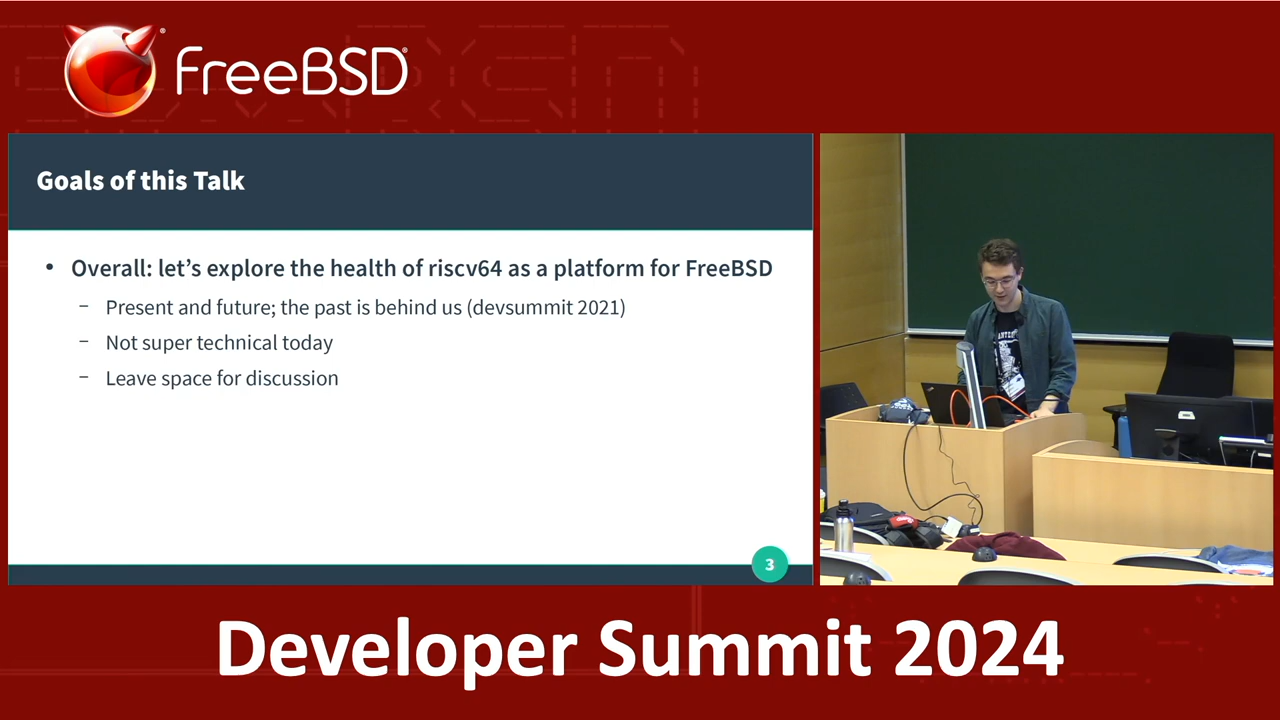 FreeBSD®
Goals of this Talk
• Overall: let’s explore the health of riscv64 as a platform for FreeBSD
– Present and future; the past is behind us (devsummit 2021)
– Not super technical today
– Leave space for discussion
3
Developer Summit 2024